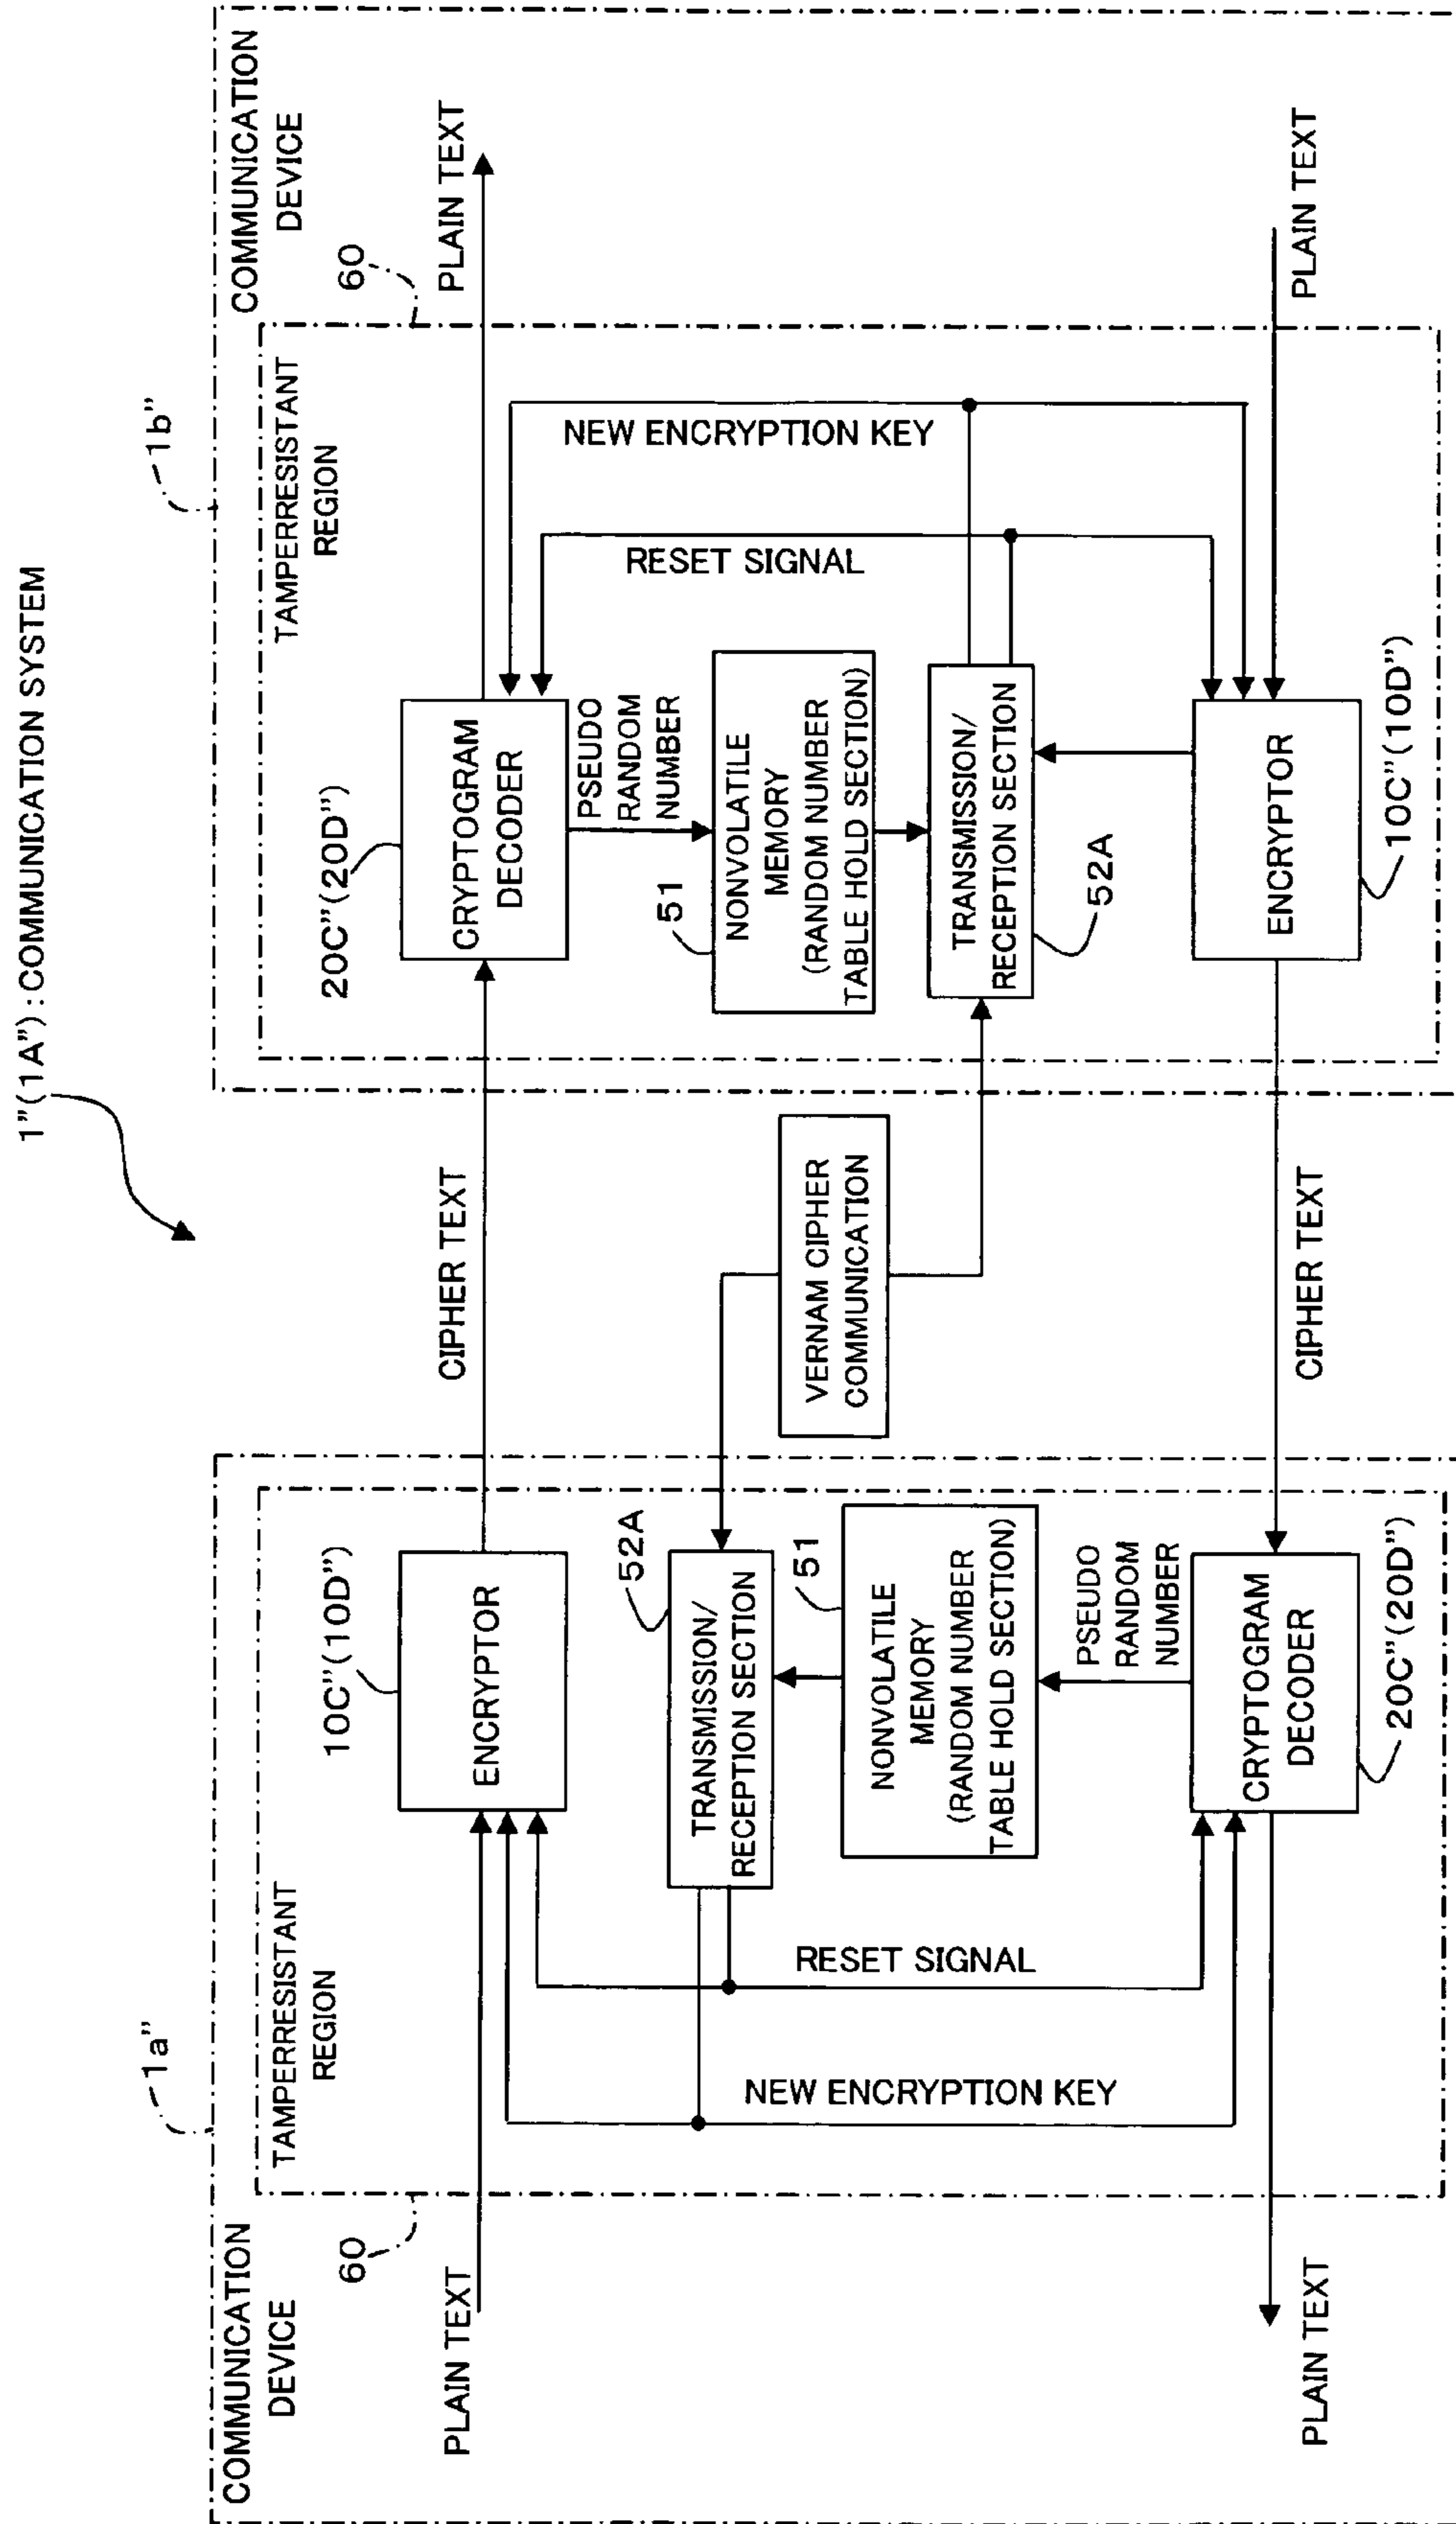 1"(1A"):COMMUNICATION SYSTEM
1a"
COMMUNICATION
DEVICE
60
TAMPERRESISTANT
REGION
PLAIN TEXT
10C"(10D")
ENCRYPTOR
52A
TRANSMISSION/
RECEPTION SECTION
51
NONVOLATILE
MEMORY
(RANDOM NUMBER
TABLE HOLD SECTION)
RESET SIGNAL
NEW ENCRYPTION KEY
PSEUDO
RANDOM
NUMBER
CRYPTOGRAM
DECODER
20C"(20D")
PLAIN TEXT
CIPHER TEXT
VERNAM CIPHER
COMMUNICATION
CIPHER TEXT
1b"
COMMUNICATION
DEVICE
60
TAMPERRESISTANT
REGION
PLAIN TEXT
20C"(20D")
CRYPTOGRAM
DECODER
PSEUDO
RANDOM
NUMBER
NEW ENCRYPTION KEY
RESET SIGNAL
51
NONVOLATILE
MEMORY
(RANDOM NUMBER
TABLE HOLD SECTION)
TRANSMISSION/
RECEPTION SECTION
52A
ENCRYPTOR
10C"(10D")
PLAIN TEXT